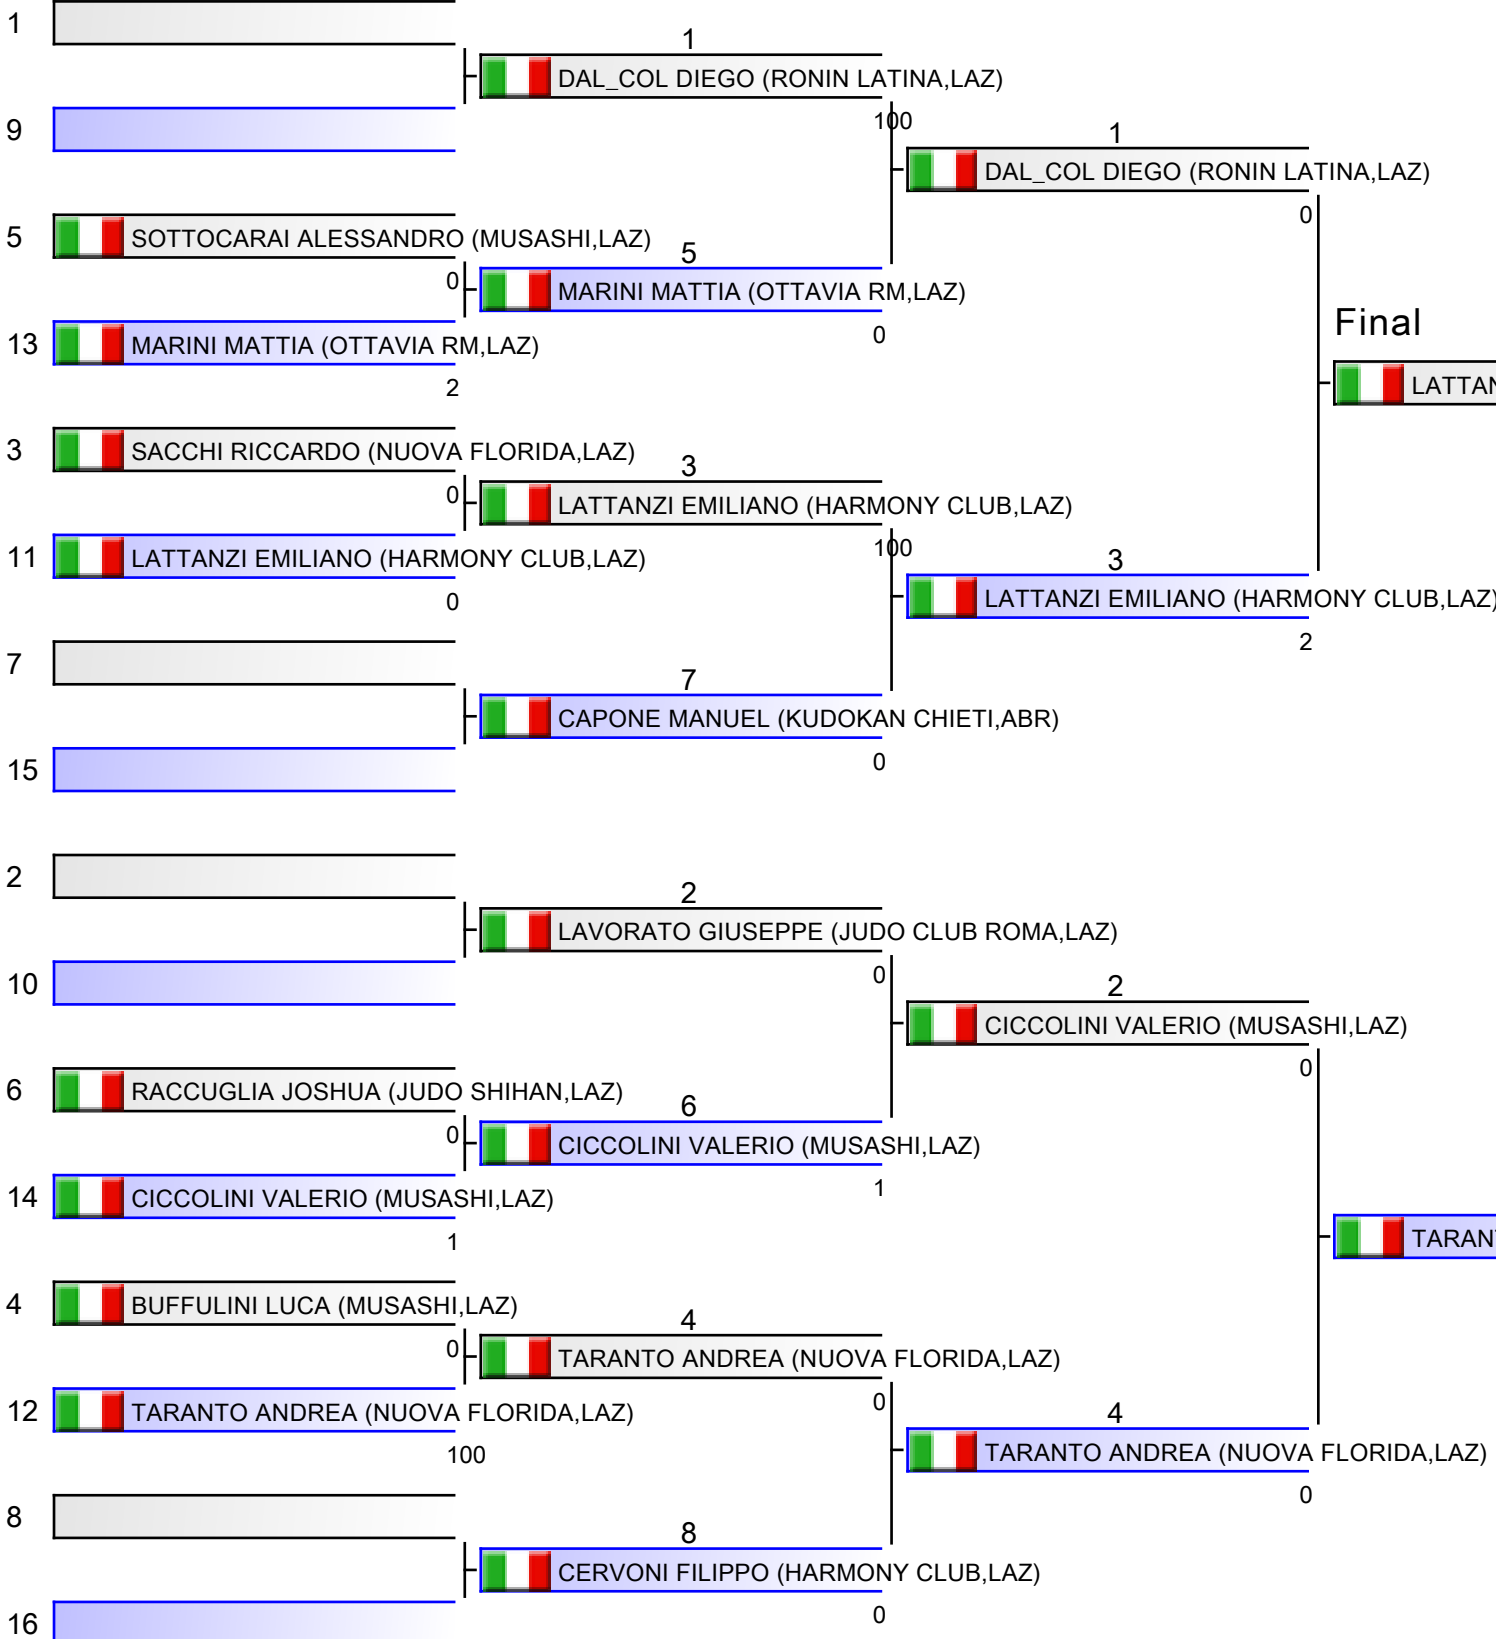 1
1
DAL_COL DIEGO (RONIN LATINA,LAZ)
9
100
1
DAL_COL DIEGO (RONIN LATINA,LAZ)
0
5
SOTTOCARAI ALESSANDRO (MUSASHI,LAZ)
5
0
MARINI MATTIA (OTTAVIA RM,LAZ)
0
13
MARINI MATTIA (OTTAVIA RM,LAZ)
2
Final
LATTAN
3
SACCHI RICCARDO (NUOVA FLORIDA,LAZ)
3
0
LATTANZI EMILIANO (HARMONY CLUB,LAZ)
11
LATTANZI EMILIANO (HARMONY CLUB,LAZ)
0
100
3
LATTANZI EMILIANO (HARMONY CLUB,LAZ)
2
7
7
CAPONE MANUEL (KUDOKAN CHIETI,ABR)
0
15
2
2
LAVORATO GIUSEPPE (JUDO CLUB ROMA,LAZ)
0
10
2
CICCOLINI VALERIO (MUSASHI,LAZ)
0
6
RACCUGLIA JOSHUA (JUDO SHIHAN,LAZ)
6
0
CICCOLINI VALERIO (MUSASHI,LAZ)
1
14
CICCOLINI VALERIO (MUSASHI,LAZ)
1
TARAN
4
BUFFULINI LUCA (MUSASHI,LAZ)
4
0
TARANTO ANDREA (NUOVA FLORIDA,LAZ)
0
12
TARANTO ANDREA (NUOVA FLORIDA,LAZ)
100
4
TARANTO ANDREA (NUOVA FLORIDA,LAZ)
0
8
8
CERVONI FILIPPO (HARMONY CLUB,LAZ)
0
16